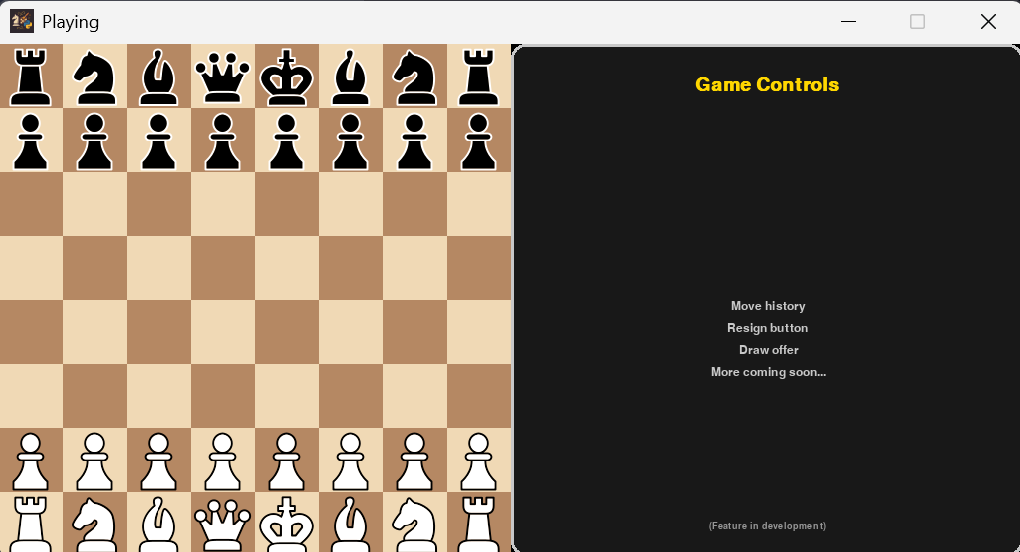 Playing
Game Controls
Move history
Resign button
Draw offer
More coming soon...
(Feature in development)